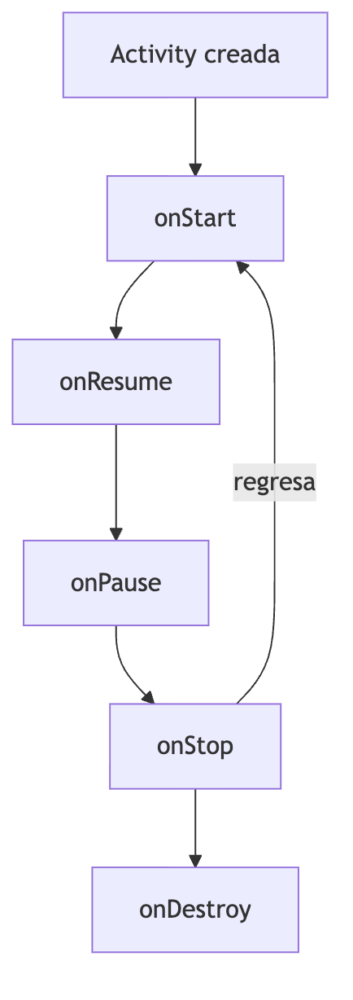 Activity creada
onStart
onResume
regresa
onPause
onStop
onDestroy